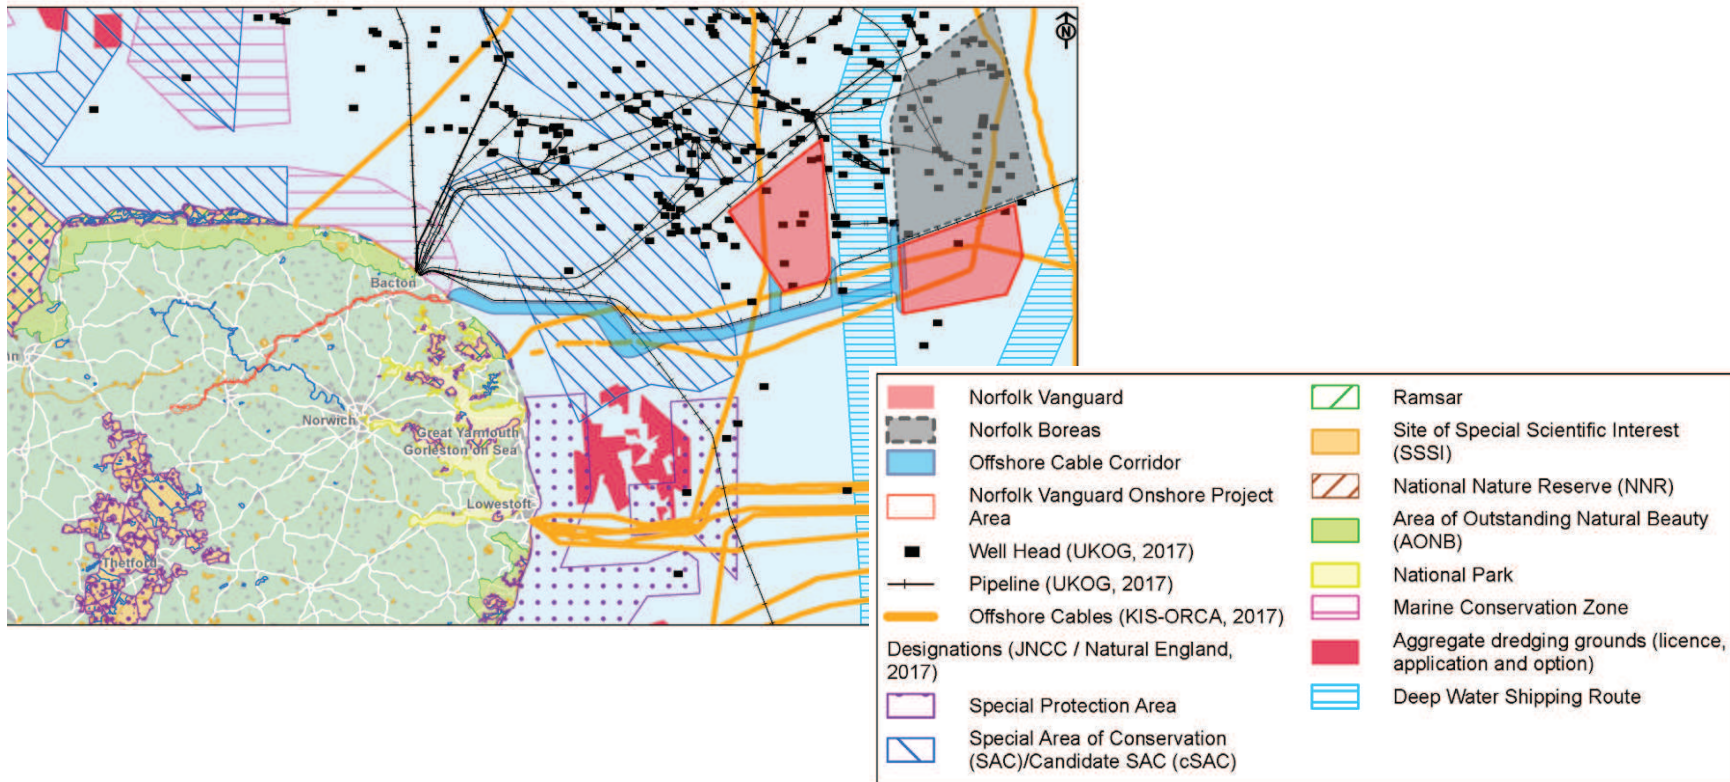 N
Bacton
nn
Norwich
Great Yarmouth
Gorleston on Sea
Lowestoft
Thetford
Norfolk Vanguard
Norfolk Boreas
Offshore Cable Corridor
Norfolk Vanguard Onshore Project
Area
Well Head (UKOG, 2017)
Pipeline (UKOG, 2017)
Offshore Cables (KIS-ORCA, 2017)
Designations (JNCC / Natural England,
2017)
Special Protection Area
Special Area of Conservation
(SAC)/Candidate SAC (cSAC)
Ramsar
Site of Special Scientific Interest
(SSSI)
National Nature Reserve (NNR)
Area of Outstanding Natural Beauty
(AONB)
National Park
Marine Conservation Zone
Aggregate dredging grounds (licence,
application and option)
Deep Water Shipping Route